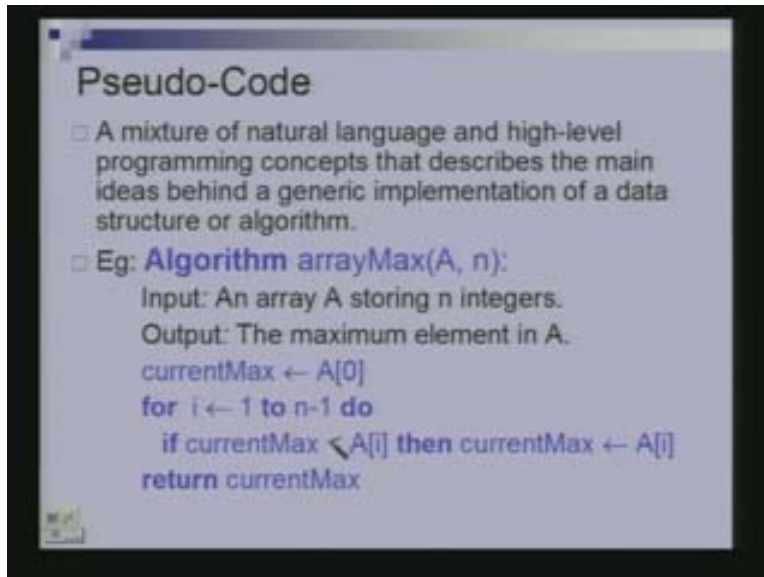 Pseudo-Code
A mixture of natural language and high-level
programming concepts that describes the main
ideas behind a generic implementation of a data
structure or algorithm.
Eg: Algorithm arrayMax(A, n):
Input: An array A storing n integers.
Output: The maximum element in A.
currentMax ← A[0]
for i ← 1 to n-1 do
if currentMax < A[i] then currentMax ← A[i]
return currentMax